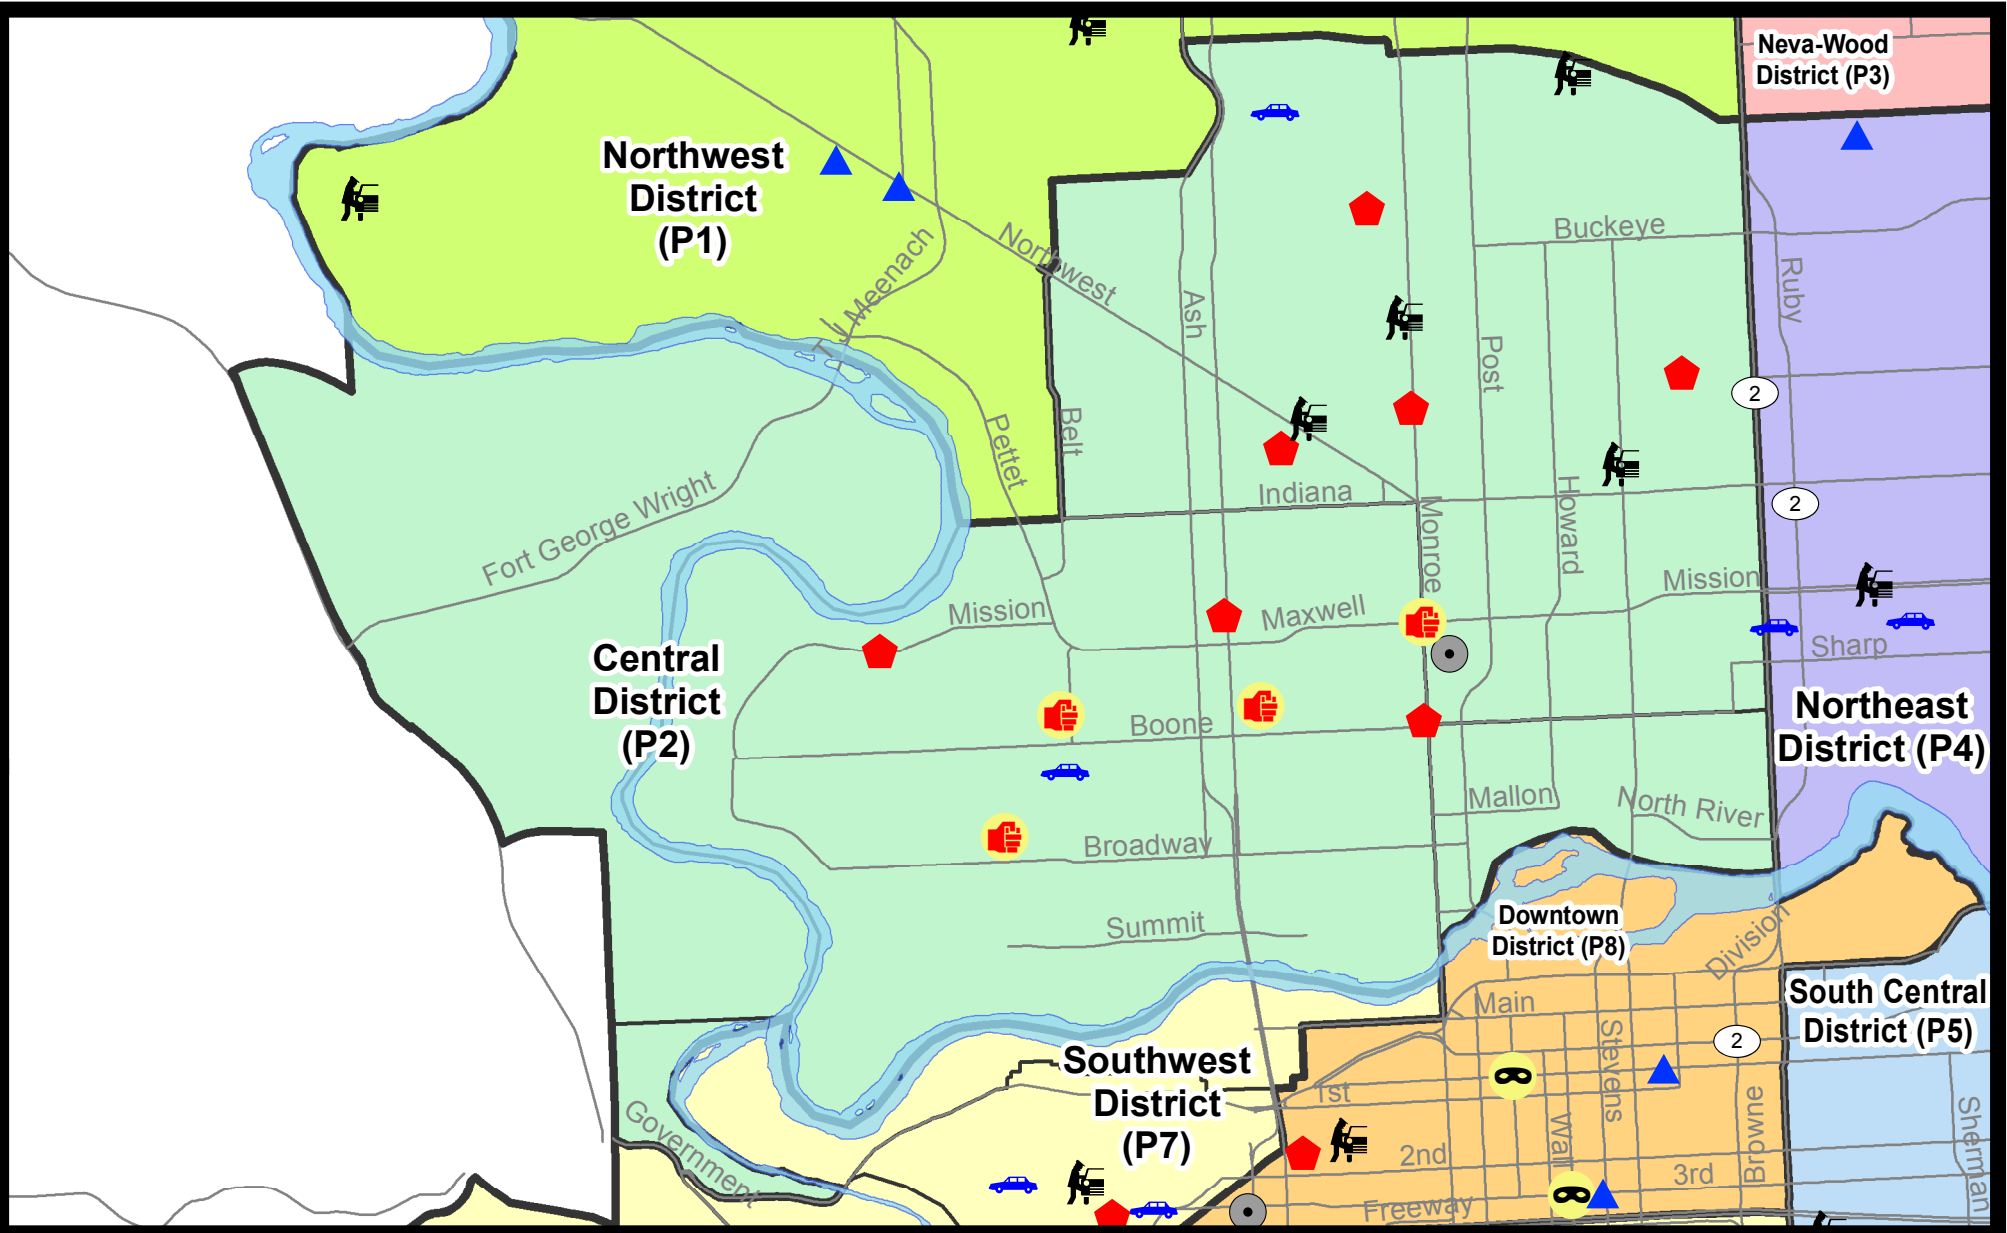 Neva-Wood
District (P3)
Northwest
District
(P1)
Buckeye
Northwest
T J Meenach
Ruby
Ash
Post
2
Belt
Pettet
Indiana
2
Howard
Monroe
Fort George Wright
Mission
Mission
Maxwell
Sharp
Central
District
(P2)
Boone
Northeast
District (P4)
Mallon
North River
Broadway
Summit
Downtown
District (P8)
Division
South Central
District (P5)
Main
Stevens
2
Southwest
District
(P7)
1st
Wall
Browne
Sherman
Government
2nd
3rd
Freeway